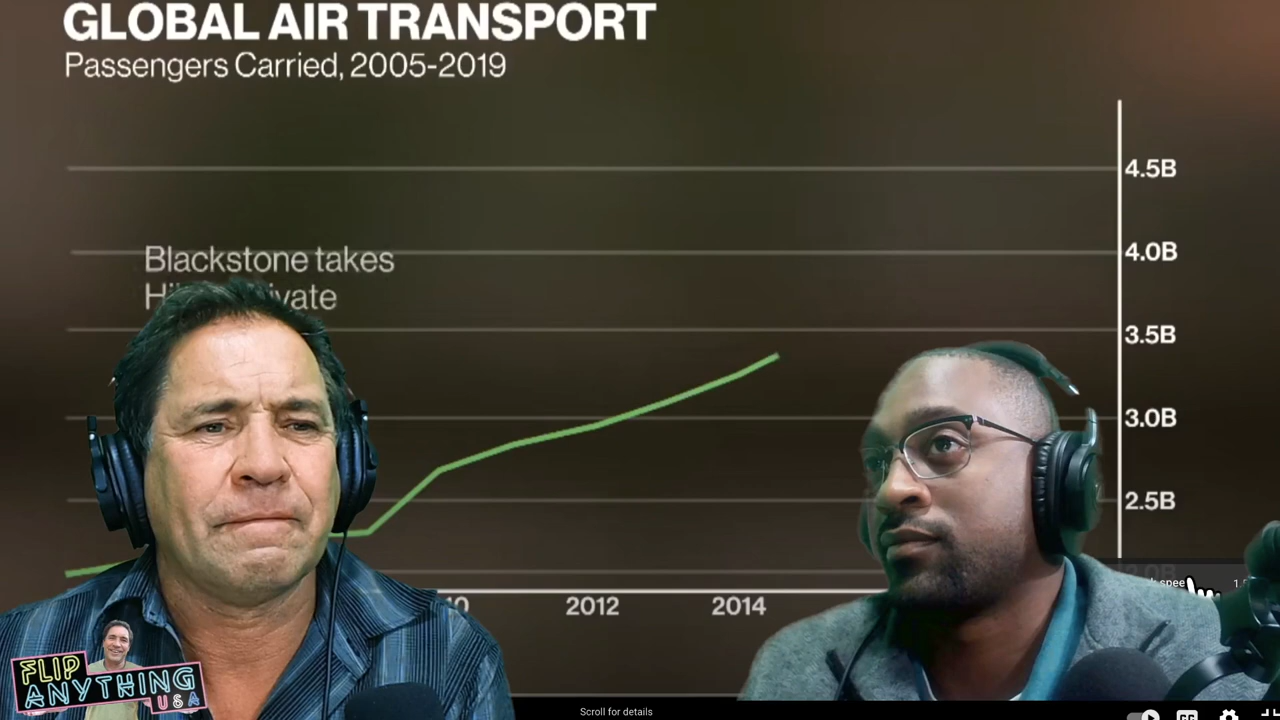 GLOBAL AIR TRANSPORT
Passengers Carried, 2005-2019
4.5B
Blackstone takes
4.0B
3.5B
3.0B
2.5B
2012
2014
FLIP
ANYTHING
USA
Scroll for details